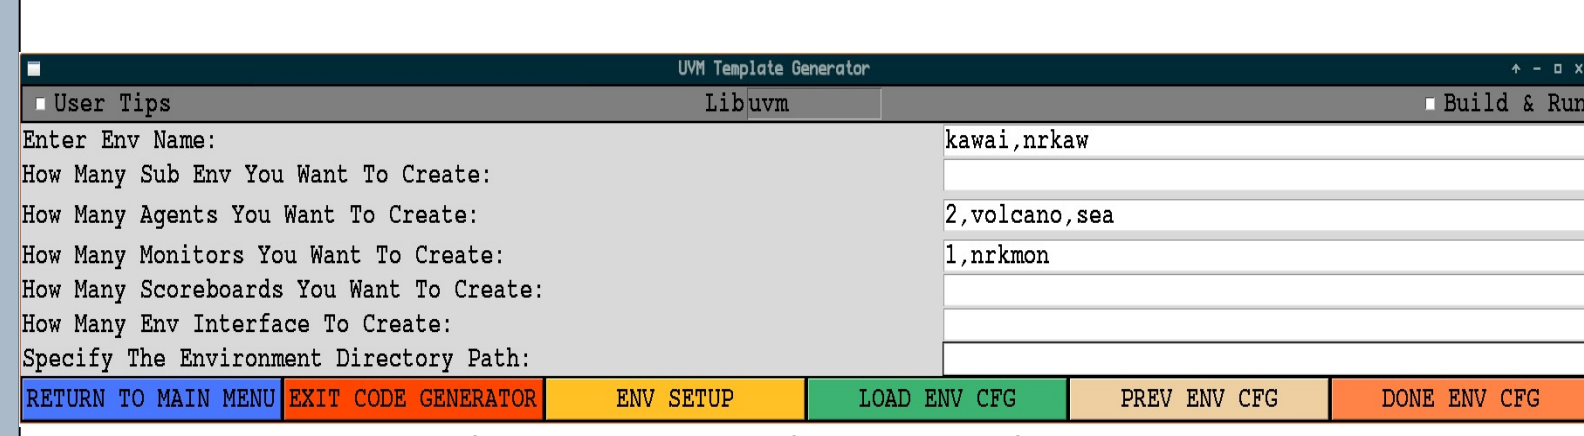 UVM Template Generator
User Tips Lib uvm Build & Run
Enter Env Name: kawai,nrkaw
How Many Sub Env You Want To Create:
How Many Agents You Want To Create: 2,volcano,sea
How Many Monitors You Want To Create: 1,nrkmon
How Many Scoreboards You Want To Create:
How Many Env Interface To Create:
Specify The Environment Directory Path:
RETURN TO MAIN MENU EXIT CODE GENERATOR ENV SETUP LOAD ENV CFG PREV ENV CFG DONE ENV CFG